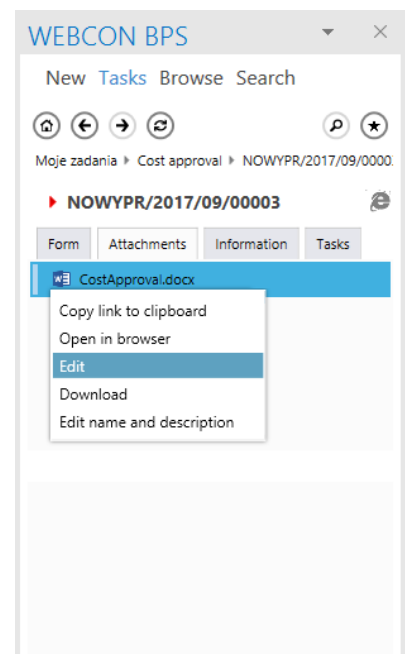 WEBCON BPS
New Tasks Browse Search
Moje zadania Cost approval NOWYPR/2017/09/0000
NOWYPR/2017/09/00003
Form Attachments Information Tasks
CostApproval.docx
Copy link to clipboard
Open in browser
Edit
Download
Edit name and description